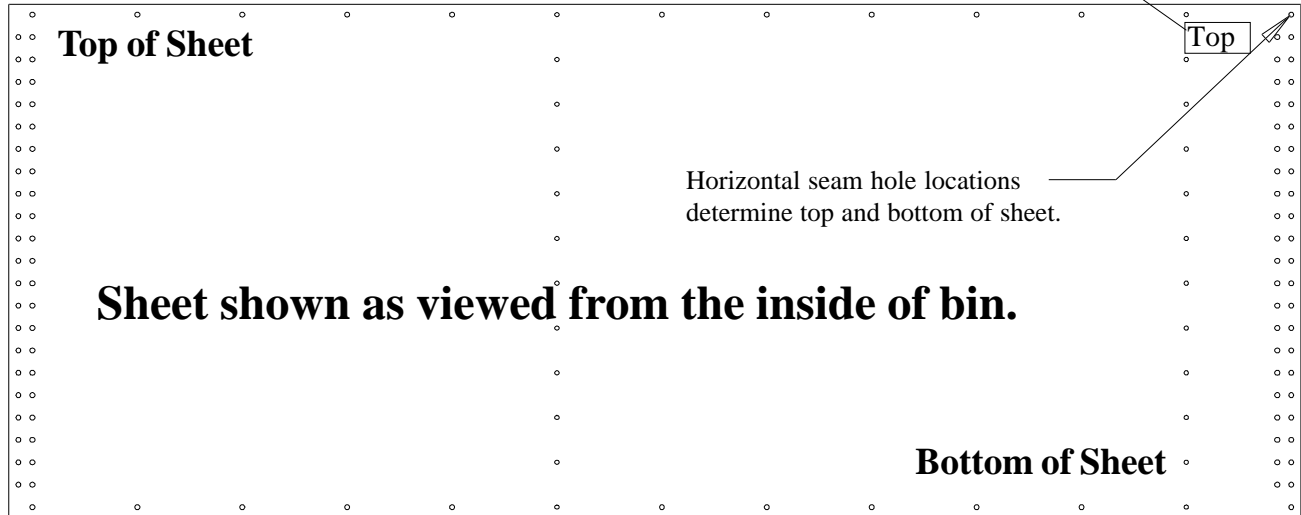 Top of Sheet
Top
Horizontal seam hole locations
determine top and bottom of sheet.
Sheet shown as viewed from the inside of bin.
Bottom of Sheet